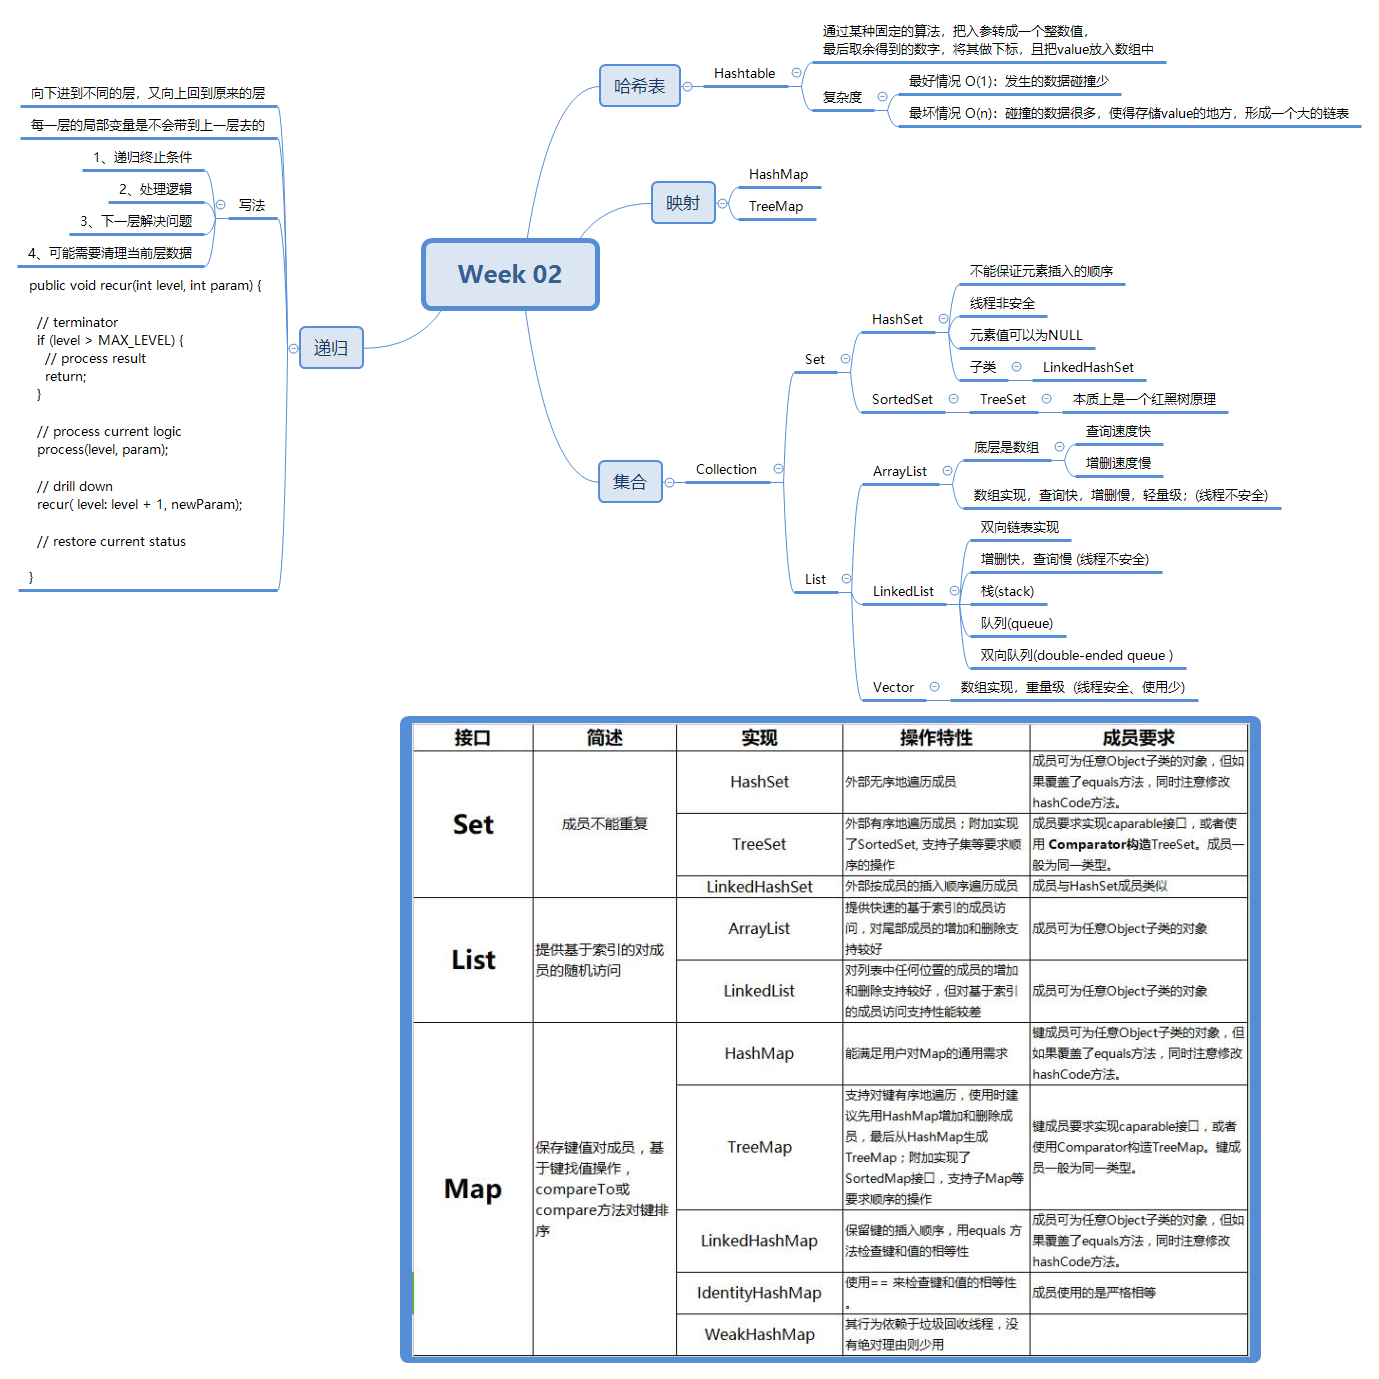 Week 02
哈希表
Hashtable
通过某种固定的算法，把入参转成一个整数值，
最后取余得到的数字，将其做下标，且把value放入数组中
复杂度
最好情况 O(1)：发生的数据碰撞少
最坏情况 O(n)：碰撞的数据很多，使得存储value的地方，形成一个大的链表
映射
HashMap
TreeMap
集合
Collection
Set
HashSet
不能保证元素插入的顺序
线程非安全
元素值可以为NULL
子类
LinkedHashSet
SortedSet
TreeSet
本质上是一个红黑树原理
List
ArrayList
底层是数组
查询速度快
增删速度慢
数组实现，查询快，增删慢，轻量级；(线程不安全)
LinkedList
双向链表实现
增删快，查询慢 (线程不安全)
栈(stack)
队列(queue)
双向队列(double-ended queue )
Vector
数组实现，重量级  (线程安全、使用少)
递归
向下进到不同的层，又向上回到原来的层
每一层的局部变量是不会带到上一层去的
写法
1、递归终止条件
2、处理逻辑
3、下一层解决问题
4、可能需要清理当前层数据
public void recur(int level, int param) {
// terminator
if (level > MAX_LEVEL) {
// process result
return;
}
// process current logic
process(level, param);
// drill down
recur( level: level + 1, newParam);
// restore current status
}
接口 简述 实现 操作特性 成员要求
Set
成员不能重复
HashSet
外部无序地遍历成员
成员可为任意Object子类的对象，但如
果覆盖了equals方法，同时注意修改
hashCode方法。
TreeSet
外部有序地遍历成员；附加实现
了SortedSet, 支持子集等要求顺
序的操作
成员要求实现caparable接口，或者使
用 Comparator构造TreeSet。成员一
般为同一类型。
LinkedHashSet
外部按成员的插入顺序遍历成员
成员与HashSet成员类似
List
提供基于索引的对成
员的随机访问
ArrayList
提供快速的基于索引的成员访
问，对尾部成员的增加和删除支
持较好
成员可为任意Object子类的对象
LinkedList
对列表中任何位置的成员的增加
和删除支持较好，但对基于索引
的成员访问支持性能较差
成员可为任意Object子类的对象
Map
保存键值对成员，基
于键找值操作，
compareTo或
compare方法对键排
序
HashMap
能满足用户对Map的通用需求
键成员可为任意Object子类的对象，但
如果覆盖了equals方法，同时注意修改
hashCode方法。
TreeMap
支持对键有序地遍历，使用时建
议先用HashMap增加和删除成
员，最后从HashMap生成
TreeMap；附加实现了
SortedMap接口，支持子Map等
要求顺序的操作
键成员要求实现caparable接口，或者
使用Comparator构造TreeMap。键成
员一般为同一类型。
LinkedHashMap
保留键的插入顺序，用equals 方
法检查键和值的相等性
成员可为任意Object子类的对象，但如
果覆盖了equals方法，同时注意修改
hashCode方法。
IdentityHashMap
使用== 来检查键和值的相等性
。
成员使用的是严格相等
WeakHashMap
其行为依赖于垃圾回收线程，没
有绝对理由则少用